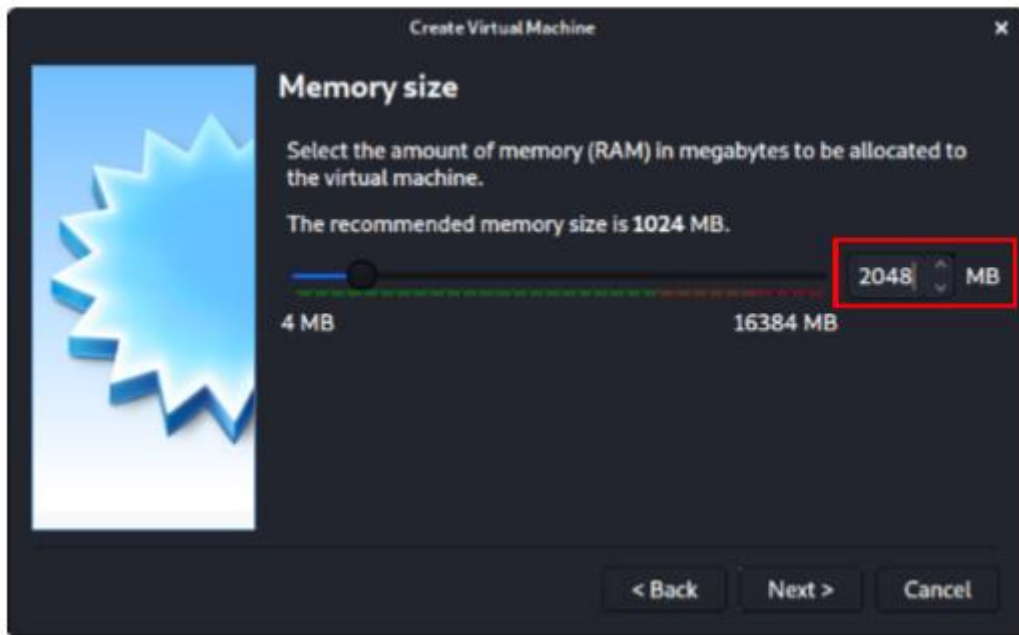 Create Virtual Machine
Memory size
Select the amount of memory (RAM) in megabytes to be allocated to
the virtual machine.
The recommended memory size is 1024 MB.
2048 MB
4 MB 16384 MB
< Back Next > Cancel